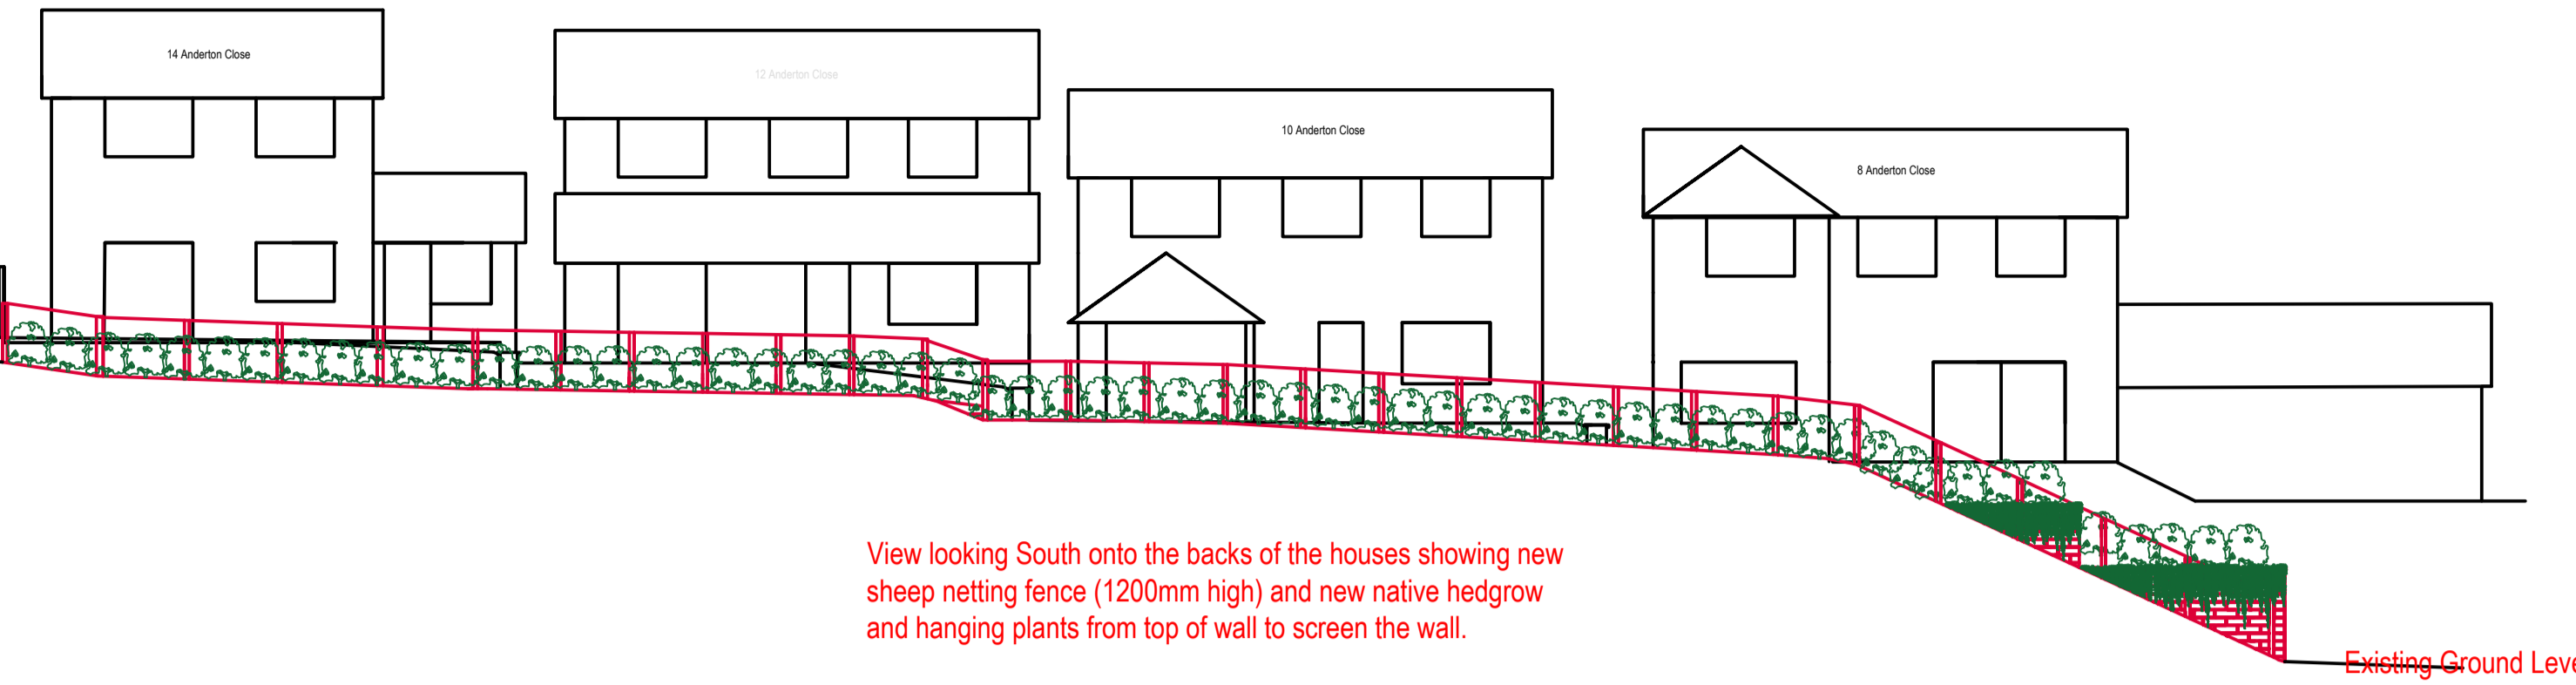 14 Anderton Close
12 Anderton Close
10 Anderton Close
8 Anderton Close
View looking South onto the backs of the houses showing new
sheep netting fence (1200mm high) and new native hedgrow
and hanging plants from top of wall to screen the wall.
Existing Ground Leve